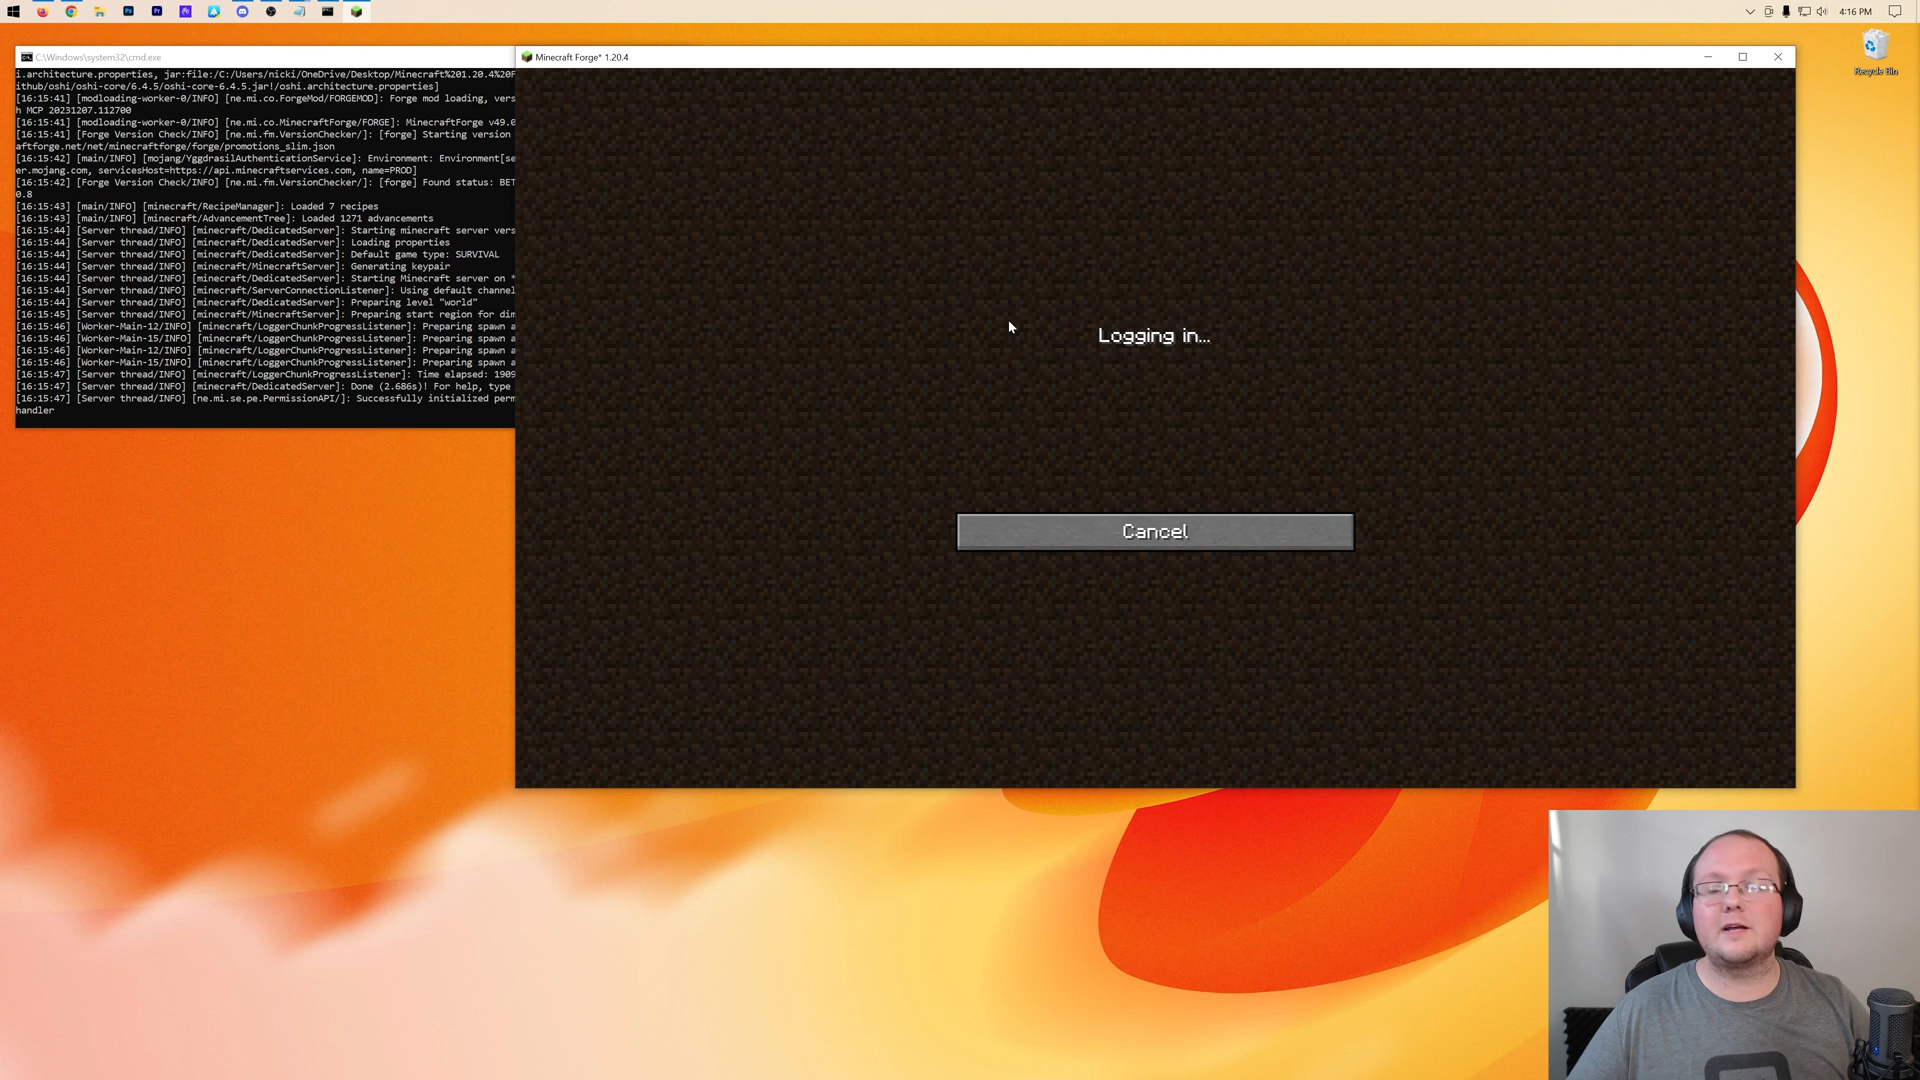 4:16 PM
Recycle Bin
C:\Windows\system32\cmd.exe
i.architecture.properties, jar:file:/C:/Users/nicki/OneDrive/Desktop/Minecraft%201.20.4%20F
ithub/oshi/oshi-core/6.4.5/oshi-core-6.4.5.jar!/oshi.architecture.properties]
[16:15:41] [modloading-worker-0/INFO] [ne.mi.co.ForgeMod/FORGEMOD]: Forge mod loading, vers
h MCP 20231207.112700
[16:15:41] [modloading-worker-0/INFO] [ne.mi.co.MinecraftForge/FORGE]: MinecraftForge v49.0
[16:15:41] [Forge Version Check/INFO] [ne.mi.fm.VersionChecker/]: [forge] Starting version
aftforge.net/net/minecraftforge/forge/promotions_slim.json
[16:15:42] [main/INFO] [mojang/YggdrasilAuthenticationService]: Environment: Environment[se
er.mojang.com, servicesHost=https://api.minecraftservices.com, name=PROD]
[16:15:42] [Forge Version Check/INFO] [ne.mi.fm.VersionChecker/]: [forge] Found status: BET
0.8
[16:15:43] [main/INFO] [minecraft/RecipeManager]: Loaded 7 recipes
[16:15:43] [main/INFO] [minecraft/AdvancementTree]: Loaded 1271 advancements
[16:15:44] [Server thread/INFO] [minecraft/DedicatedServer]: Starting minecraft server vers
[16:15:44] [Server thread/INFO] [minecraft/DedicatedServer]: Loading properties
[16:15:44] [Server thread/INFO] [minecraft/DedicatedServer]: Default game type: SURVIVAL
[16:15:44] [Server thread/INFO] [minecraft/MinecraftServer]: Generating keypair
[16:15:44] [Server thread/INFO] [minecraft/DedicatedServer]: Starting Minecraft server on *
[16:15:44] [Server thread/INFO] [minecraft/ServerConnectionListener]: Using default channel
[16:15:44] [Server thread/INFO] [minecraft/DedicatedServer]: Preparing level "world"
[16:15:45] [Server thread/INFO] [minecraft/MinecraftServer]: Preparing start region for dim
[16:15:46] [Worker-Main-12/INFO] [minecraft/LoggerChunkProgressListener]: Preparing spawn a
[16:15:46] [Worker-Main-15/INFO] [minecraft/LoggerChunkProgressListener]: Preparing spawn a
[16:15:46] [Worker-Main-12/INFO] [minecraft/LoggerChunkProgressListener]: Preparing spawn a
[16:15:46] [Worker-Main-15/INFO] [minecraft/LoggerChunkProgressListener]: Preparing spawn a
[16:15:47] [Server thread/INFO] [minecraft/LoggerChunkProgressListener]: Time elapsed: 1909
[16:15:47] [Server thread/INFO] [minecraft/DedicatedServer]: Done (2.686s)! For help, type
[16:15:47] [Server thread/INFO] [ne.mi.se.pe.PermissionAPI/]: Successfully initialized perm
handler
Minecraft Forge* 1.20.4
Logging in...
Cancel